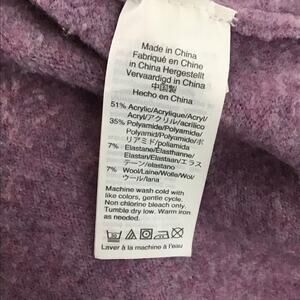 Made in China
Fabriqué en Chine
in China Hergestellt
Vervaardigd in China
中国製
Hecho en China
51% Acrylic/Acrylique/Acryl/
Acryl/アクリル/acrílico
35% Polyamide/Polyamide/
Polyamid/Polyamide/ポ
リアミド/poliamida
7% Elastane/Élasthanne/
Elastan/Elastaan/エラス
テーン/elastano
7% Wool/Laine/Wolle/Wol/
ウール/lana
Machine wash cold with
like colors, gentle cycle.
Non chlorine bleach only.
Tumble dry low. Warm iron
as needed.
Laver à la machine à l'eau